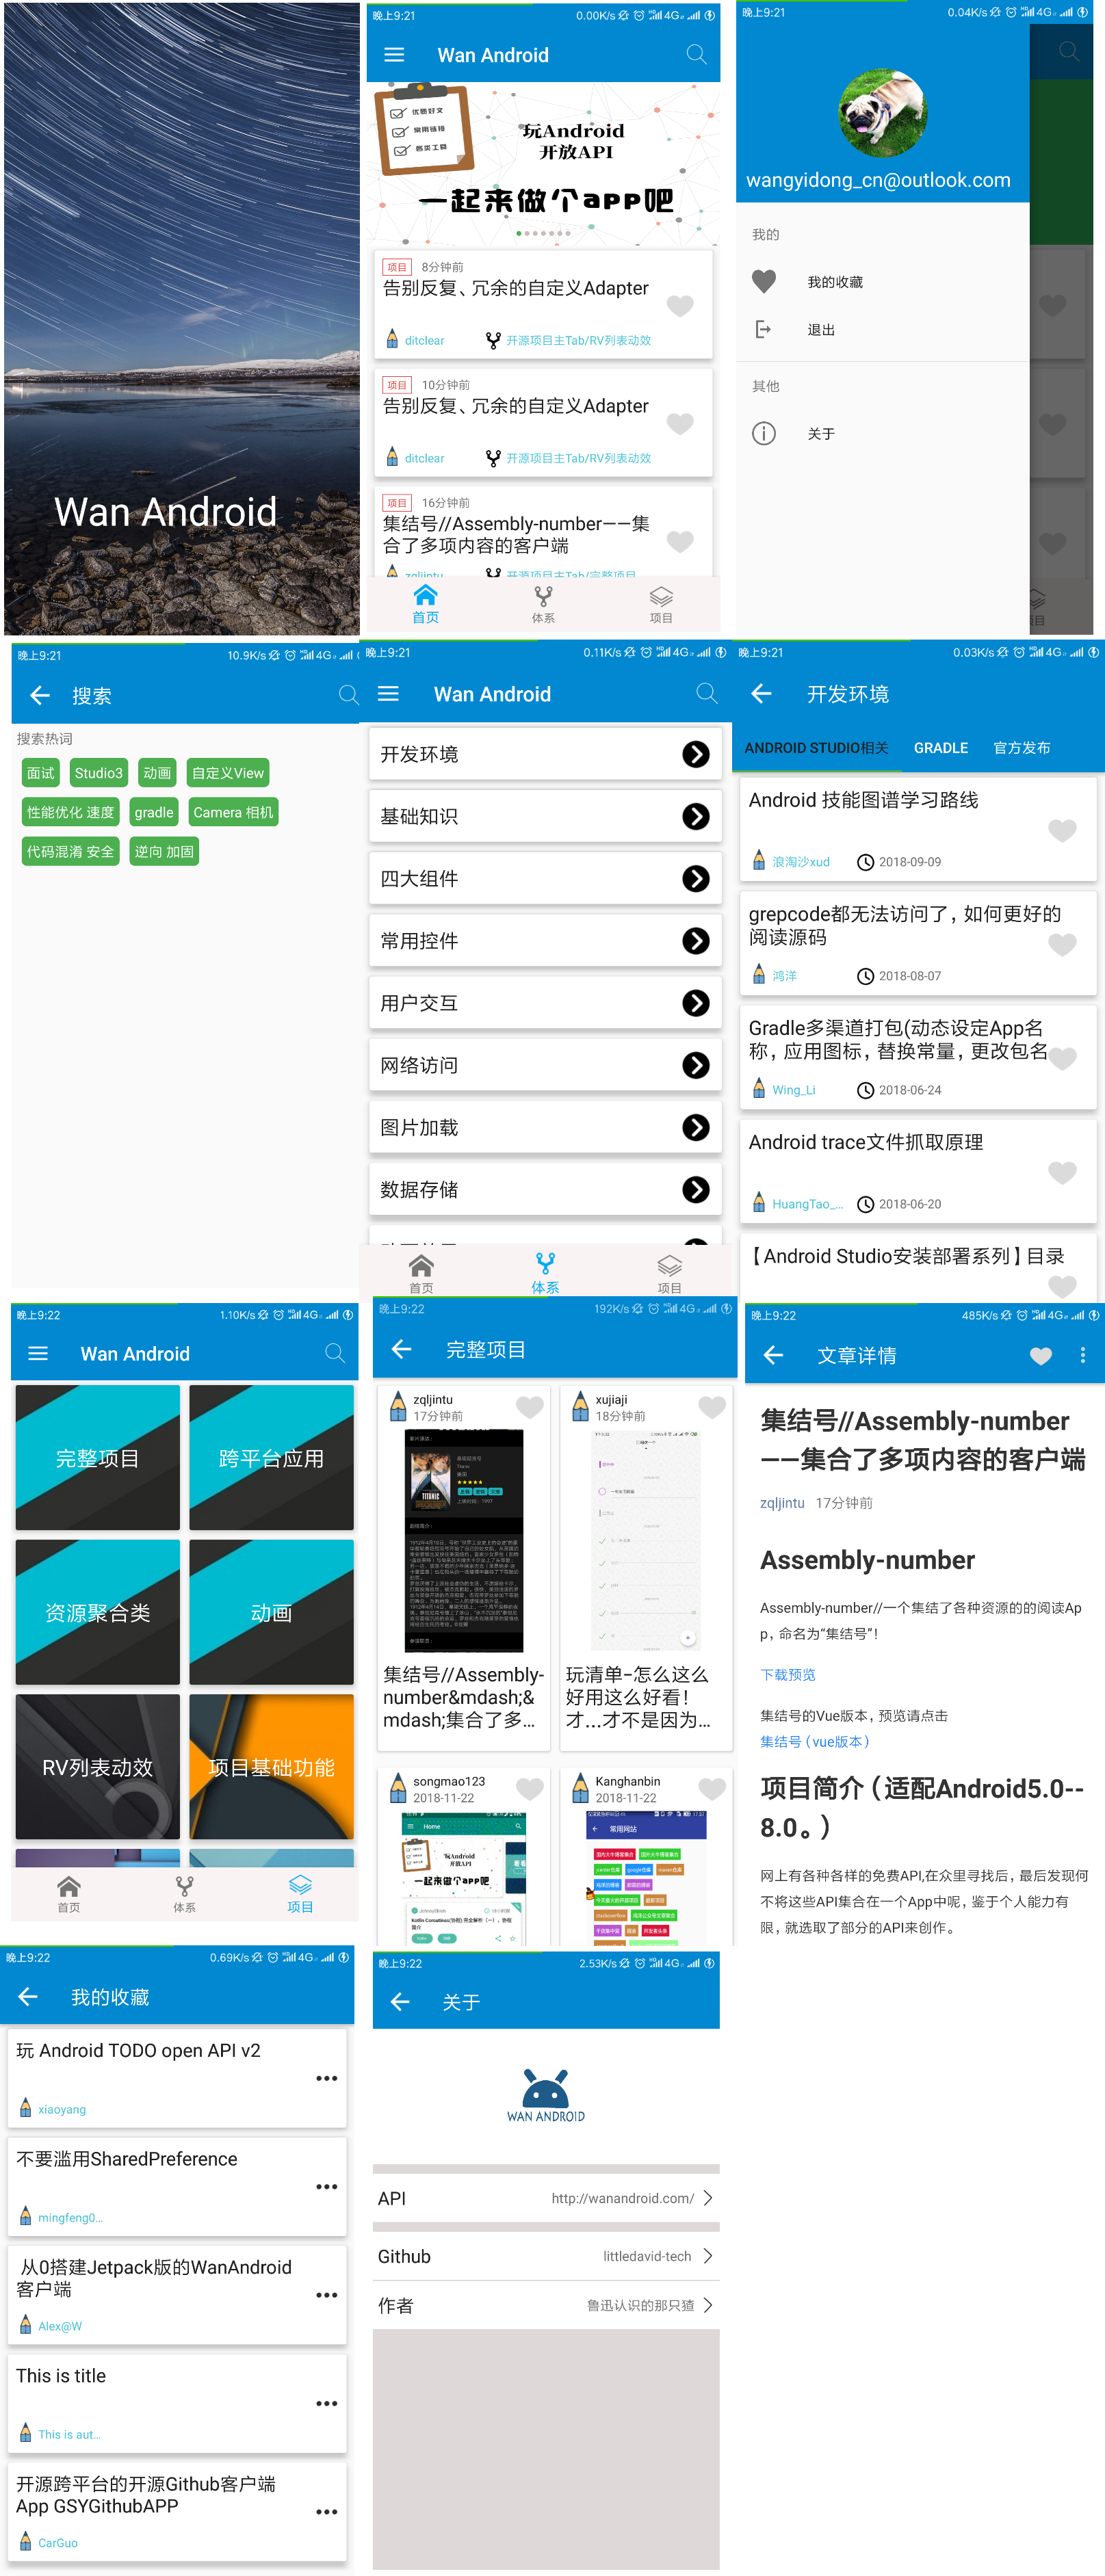 Wan Android
晚上9:21
0.00K/s
4G
Wan Android
优质好文
常用链接
各类工具
玩Android
开放API
一起来做个app吧
项目
8分钟前
告别反复、冗余的自定义Adapter
ditclear
开源项目主Tab/RV列表动效
项目
10分钟前
告别反复、冗余的自定义Adapter
ditclear
开源项目主Tab/RV列表动效
项目
16分钟前
集结号//Assembly-number——集
合了多项内容的客户端
zqljintu
开源项目主Tab/完整项目
首页
体系
项目
晚上9:21
0.04K/s
4G
wangyidong_cn@outlook.com
我的
我的收藏
退出
其他
关于
晚上9:21
10.9K/s
4G
搜索
搜索热词
面试
Studio3
动画
自定义View
性能优化 速度
gradle
Camera 相机
代码混淆 安全
逆向 加固
晚上9:21
0.11K/s
4G
Wan Android
开发环境
基础知识
四大组件
常用控件
用户交互
网络访问
图片加载
数据存储
首页
体系
项目
晚上9:21
0.03K/s
4G
开发环境
ANDROID STUDIO相关
GRADLE
官方发布
Android 技能图谱学习路线
浪淘沙xud
2018-09-09
grepcode都无法访问了，如何更好的
阅读源码
鸿洋
2018-08-07
Gradle多渠道打包(动态设定App名
称，应用图标，替换常量，更改包名
Wing_Li
2018-06-24
Android trace文件抓取原理
HuangTao_...
2018-06-20
【Android Studio安装部署系列】目录
晚上9:22
1.10K/s
4G
Wan Android
完整项目
跨平台应用
资源聚合类
动画
RV列表动效
项目基础功能
首页
体系
项目
晚上9:22
192K/s
4G
完整项目
zqljintu
17分钟前
TITANIC
集结号//Assembly-
number&mdash;&
mdash;集合了多...
xujiaji
18分钟前
玩清单-怎么这么
好用这么好看！
才...才不是因为...
songmao123
2018-11-22
Home
玩Android
开放API
一起来做个app吧
Kanghanbin
2018-11-22
常用网站
晚上9:22
485K/s
4G
文章详情
集结号//Assembly-number
——集合了多项内容的客户端
zqljintu
17分钟前
Assembly-number
Assembly-number//一个集结了各种资源的的阅读Ap
p，命名为“集结号”！
下载预览
集结号的Vue版本，预览请点击
集结号（vue版本）
项目简介（适配Android5.0--
8.0。）
网上有各种各样的免费API,在众里寻找后，最后发现何
不将这些API集合在一个App中呢，鉴于个人能力有
限，就选取了部分的API来创作。
晚上9:22
0.69K/s
4G
我的收藏
玩 Android TODO open API v2
xiaoyang
不要滥用SharedPreference
mingfeng0...
从0搭建Jetpack版的WanAndroid
客户端
Alex@W
This is title
This is aut...
开源跨平台的开源Github客户端
App GSYGithubAPP
CarGuo
晚上9:22
2.53K/s
4G
关于
WAN ANDROID
API
http://wanandroid.com/
Github
littledavid-tech
作者
鲁迅认识的那只猹